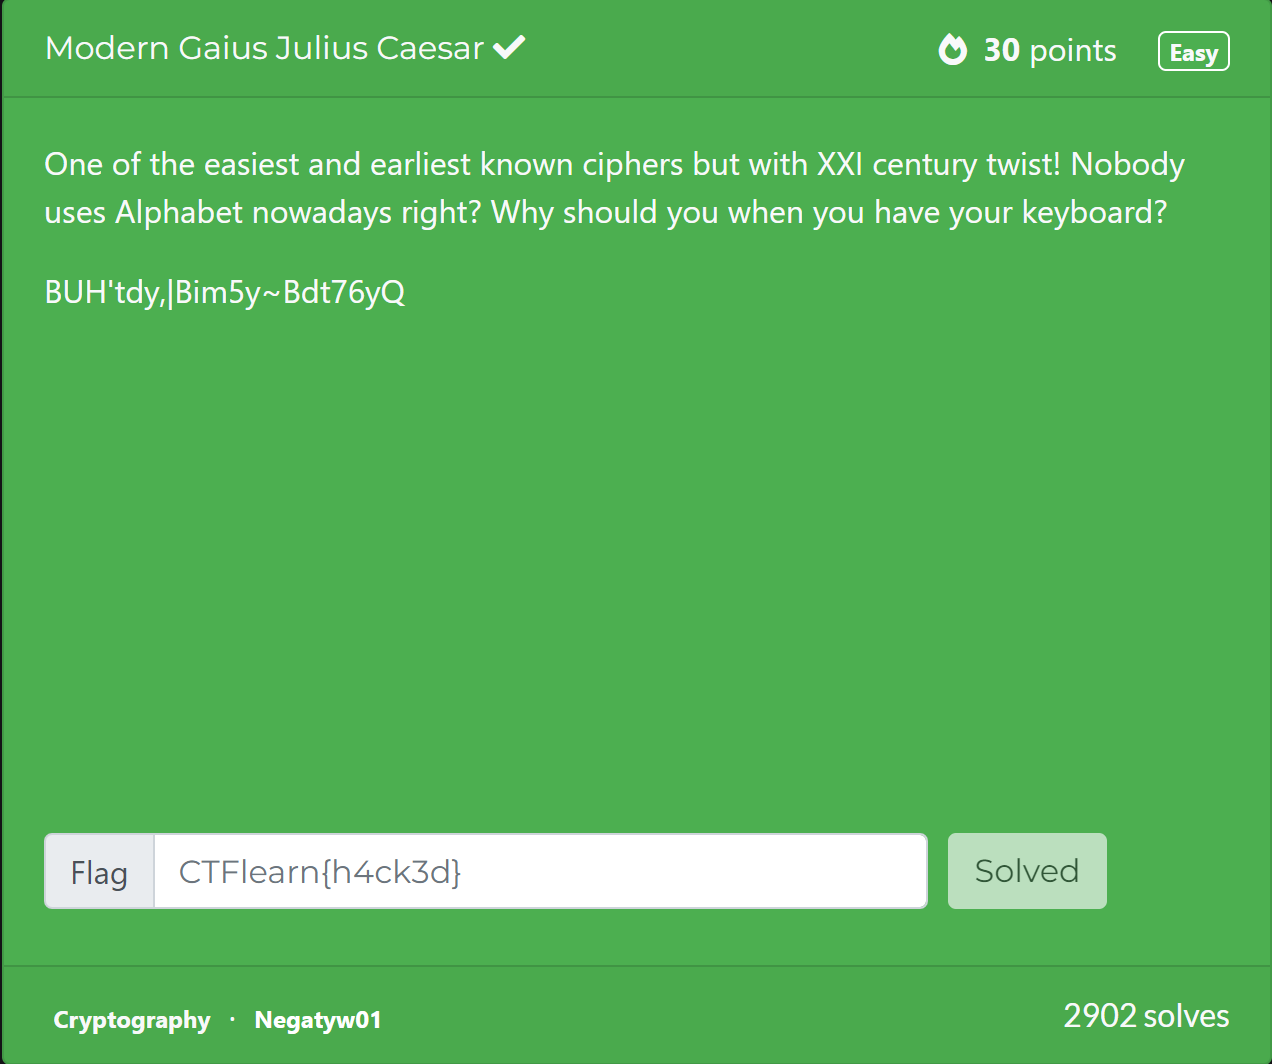 Modern Gaius Julius Caesar ✔
30 points
Easy
One of the easiest and earliest known ciphers but with XXI century twist! Nobody
uses Alphabet nowadays right? Why should you when you have your keyboard?
BUH'tdy,|Bim5y~Bdt76yQ
Flag
CTFlearn{h4ck3d}
Solved
Cryptography · Negatyw01
2902 solves